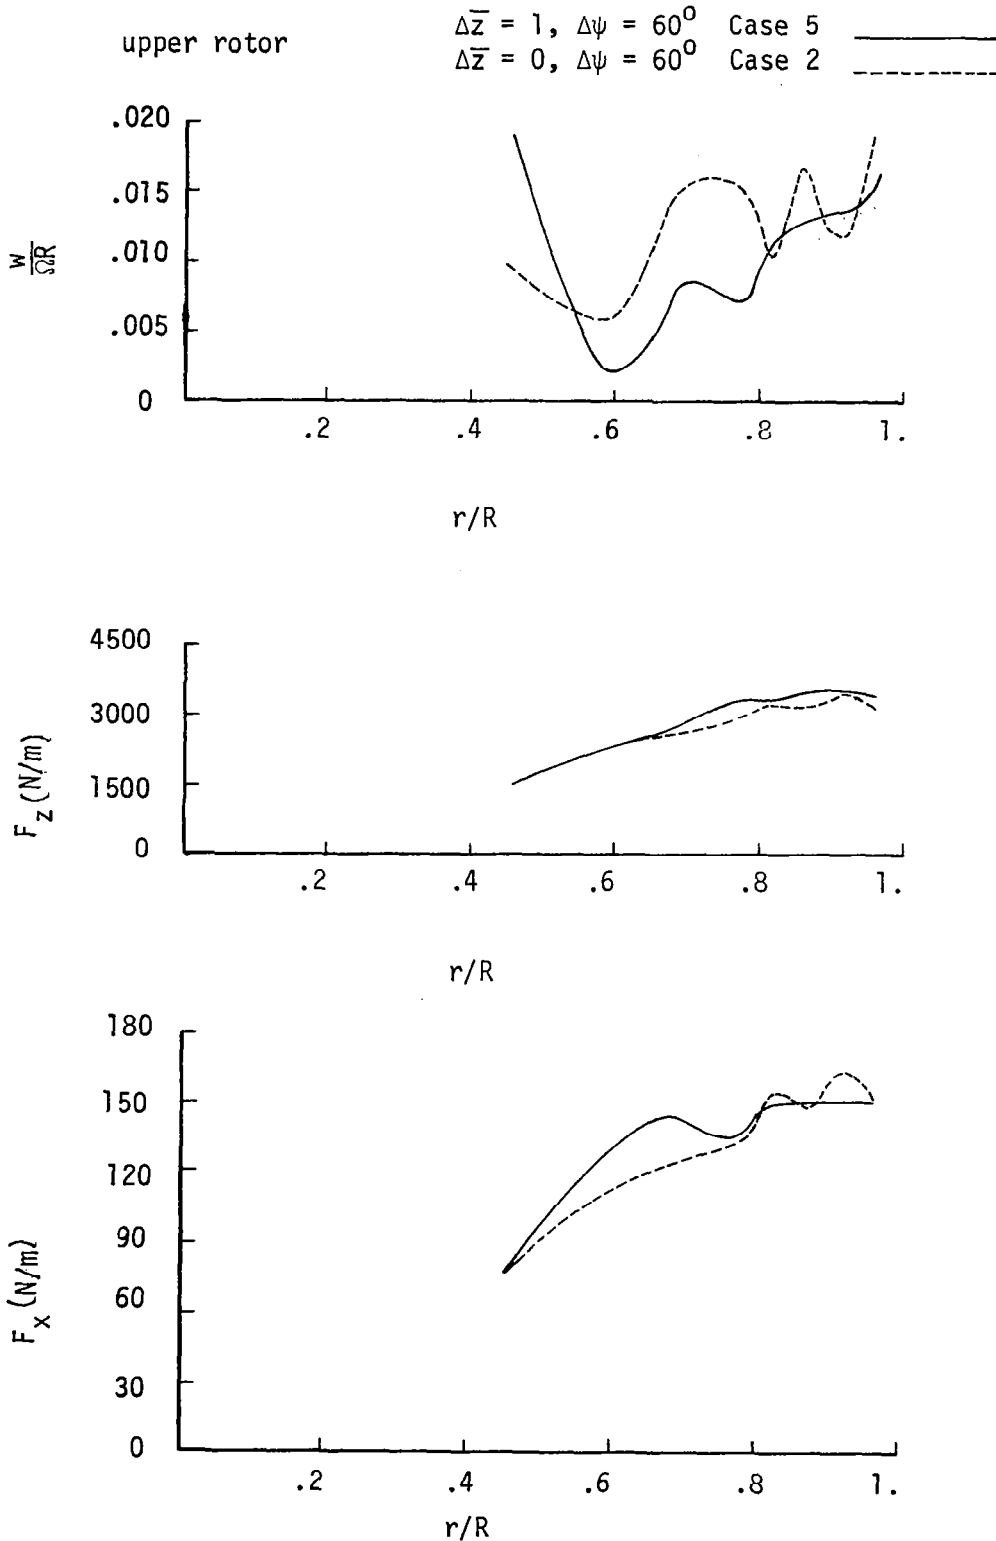 upper rotor
Δz̅ = 1, Δψ = 60⁰ Case 5
Δz̅ = 0, Δψ = 60⁰ Case 2
.020
.015
.010
.005
0
w
ΩR
.2 .4 .6 .8 1.
r/R
4500
3000
1500
0
F_z (N/m)
.2 .4 .6 .8 1.
r/R
180
150
120
90
60
30
0
F_x (N/m)
.2 .4 .6 .8 1.
r/R